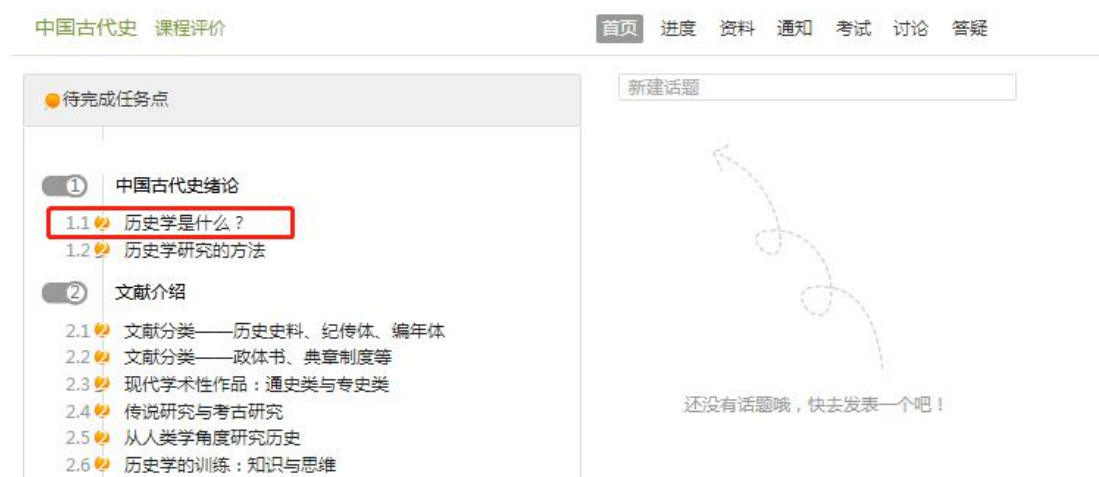 中国古代史 课程评价
首页 进度 资料 通知 考试 讨论 答疑
待完成任务点
新建话题
1 中国古代史绪论
1.1 2 历史学是什么？
1.2 2 历史学研究的方法
2 文献介绍
2.1 2 文献分类——历史史料、纪传体、编年体
2.2 2 文献分类——政体书、典章制度等
2.3 2 现代学术性作品：通史类与专史类
2.4 2 传说研究与考古研究
2.5 2 从人类学角度研究历史
2.6 2 历史学的训练：知识与思维
还没有话题哦，快去发表一个吧！